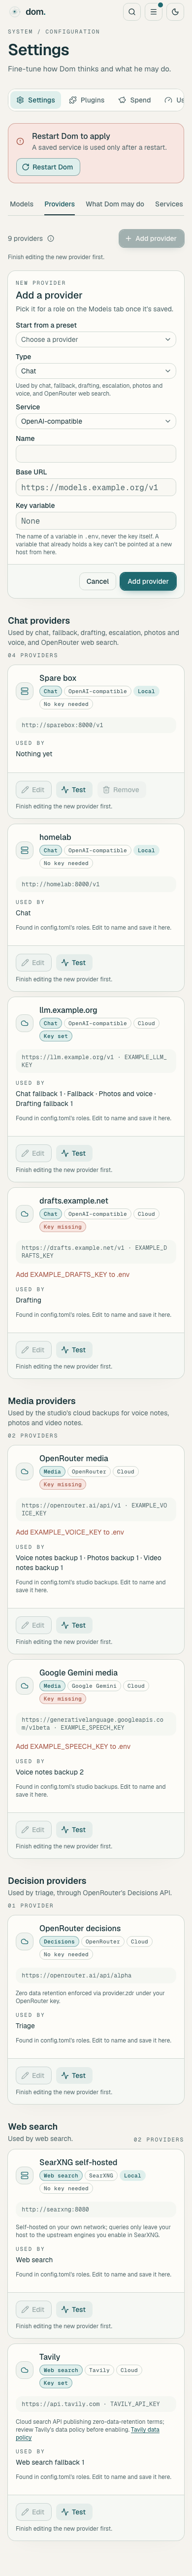 dom.
SYSTEM / CONFIGURATION
Settings
Fine-tune how Dom thinks and what he may do.
Settings
Plugins
Spend
Us
Restart Dom to apply
A saved service is used only after a restart.
Restart Dom
Models
Providers
What Dom may do
Services
9 providers
Add provider
Finish editing the new provider first.
NEW PROVIDER
Add a provider
Pick it for a role on the Models tab once it's saved.
Start from a preset
Choose a provider
Type
Chat
Used by chat, fallback, drafting, escalation, photos and
voice, and OpenRouter web search.
Service
OpenAI-compatible
Name
Base URL
https://models.example.org/v1
Key variable
None
The name of a variable in .env, never the key itself. A
variable that already holds a key can't be pointed at a new
host from here.
Cancel
Add provider
Chat providers
Used by chat, fallback, drafting, escalation, photos and
voice, and OpenRouter web search.
04 PROVIDERS
Spare box
Chat
OpenAI-compatible
Local
No key needed
http://sparebox:8000/v1
USED BY
Nothing yet
Edit
Test
Remove
Finish editing the new provider first.
homelab
Chat
OpenAI-compatible
Local
No key needed
http://homelab:8000/v1
USED BY
Chat
Found in config.toml's roles. Edit to name and save it here.
Edit
Test
Finish editing the new provider first.
llm.example.org
Chat
OpenAI-compatible
Cloud
Key set
https://llm.example.org/v1 · EXAMPLE_LLM_
KEY
USED BY
Chat fallback 1 · Fallback · Photos and voice ·
Drafting fallback 1
Found in config.toml's roles. Edit to name and save it here.
Edit
Test
Finish editing the new provider first.
drafts.example.net
Chat
OpenAI-compatible
Cloud
Key missing
https://drafts.example.net/v1 · EXAMPLE_D
RAFTS_KEY
Add EXAMPLE_DRAFTS_KEY to .env
USED BY
Drafting
Found in config.toml's roles. Edit to name and save it here.
Edit
Test
Finish editing the new provider first.
Media providers
Used by the studio's cloud backups for voice notes,
photos and video notes.
02 PROVIDERS
OpenRouter media
Media
OpenRouter
Cloud
Key missing
https://openrouter.ai/api/v1 · EXAMPLE_VO
ICE_KEY
Add EXAMPLE_VOICE_KEY to .env
USED BY
Voice notes backup 1 · Photos backup 1 · Video
notes backup 1
Found in config.toml's studio backups. Edit to name and
save it here.
Edit
Test
Finish editing the new provider first.
Google Gemini media
Media
Google Gemini
Cloud
Key missing
https://generativelanguage.googleapis.co
m/v1beta · EXAMPLE_SPEECH_KEY
Add EXAMPLE_SPEECH_KEY to .env
USED BY
Voice notes backup 2
Found in config.toml's studio backups. Edit to name and
save it here.
Edit
Test
Finish editing the new provider first.
Decision providers
Used by triage, through OpenRouter's Decisions API.
01 PROVIDER
OpenRouter decisions
Decisions
OpenRouter
Cloud
No key needed
https://openrouter.ai/api/alpha
Zero data retention enforced via provider.zdr under your
OpenRouter key.
USED BY
Triage
Found in config.toml's roles. Edit to name and save it here.
Edit
Test
Finish editing the new provider first.
Web search
Used by web search.
02 PROVIDERS
SearXNG self-hosted
Web search
SearXNG
Local
No key needed
http://searxng:8080
Self-hosted on your own network; queries only leave your
host to the upstream engines you enable in SearXNG.
USED BY
Web search
Found in config.toml's roles. Edit to name and save it here.
Edit
Test
Finish editing the new provider first.
Tavily
Web search
Tavily
Cloud
Key set
https://api.tavily.com · TAVILY_API_KEY
Cloud search API publishing zero-data-retention terms;
review Tavily's data policy before enabling. Tavily data
policy
USED BY
Web search fallback 1
Found in config.toml's roles. Edit to name and save it here.
Edit
Test
Finish editing the new provider first.